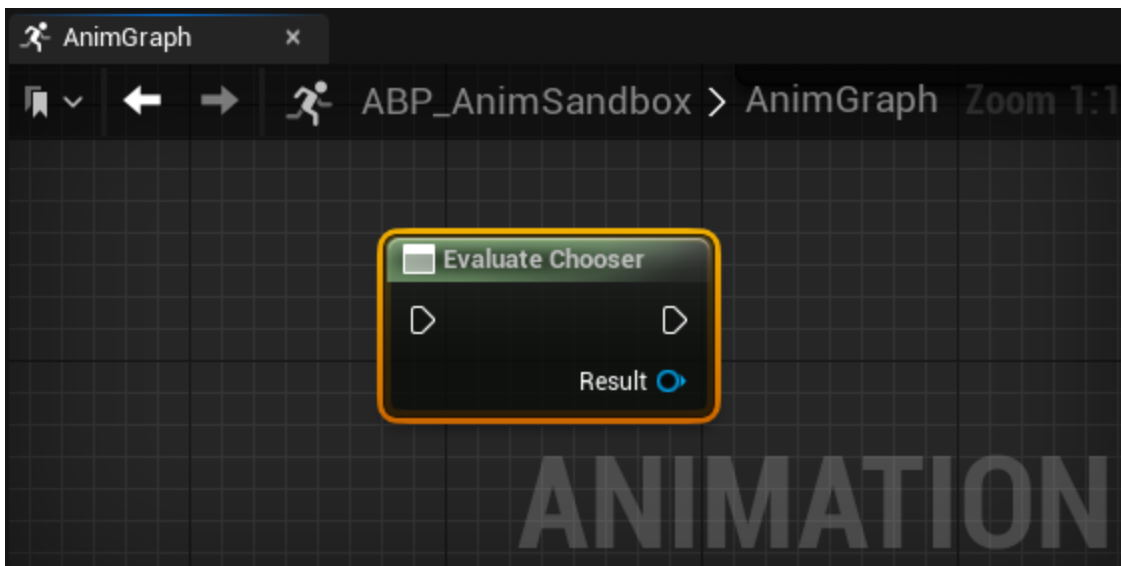 AnimGraph ×
ABP_AnimSandbox > AnimGraph Zoom 1:1
Evaluate Chooser
Result
ANIMATION